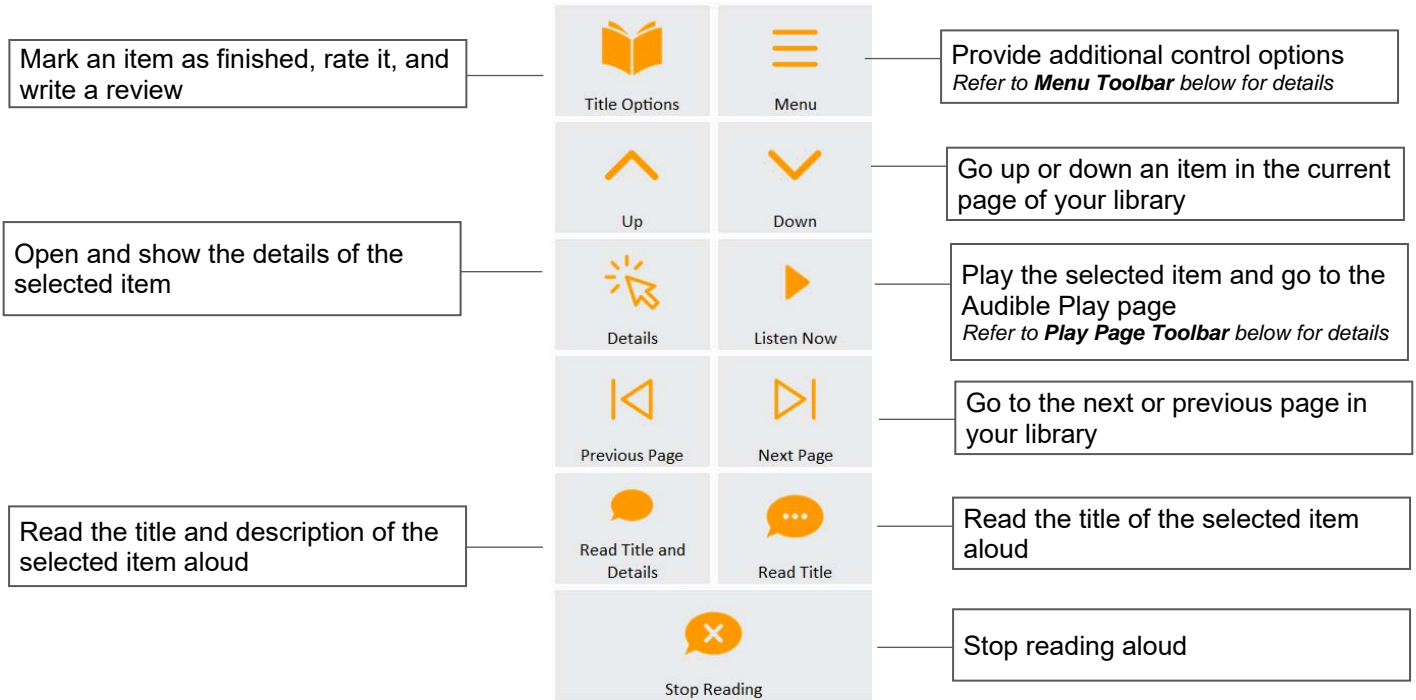 Mark an item as finished, rate it, and
write a review
Title Options
Menu
Provide additional control options
Refer to Menu Toolbar below for details
Up
Down
Go up or down an item in the current
page of your library
Open and show the details of the
selected item
Details
Listen Now
Play the selected item and go to the
Audible Play page
Refer to Play Page Toolbar below for details
Previous Page
Next Page
Go to the next or previous page in
your library
Read the title and description of the
selected item aloud
Read Title and
Details
Read Title
Read the title of the selected item
aloud
Stop Reading
Stop reading aloud